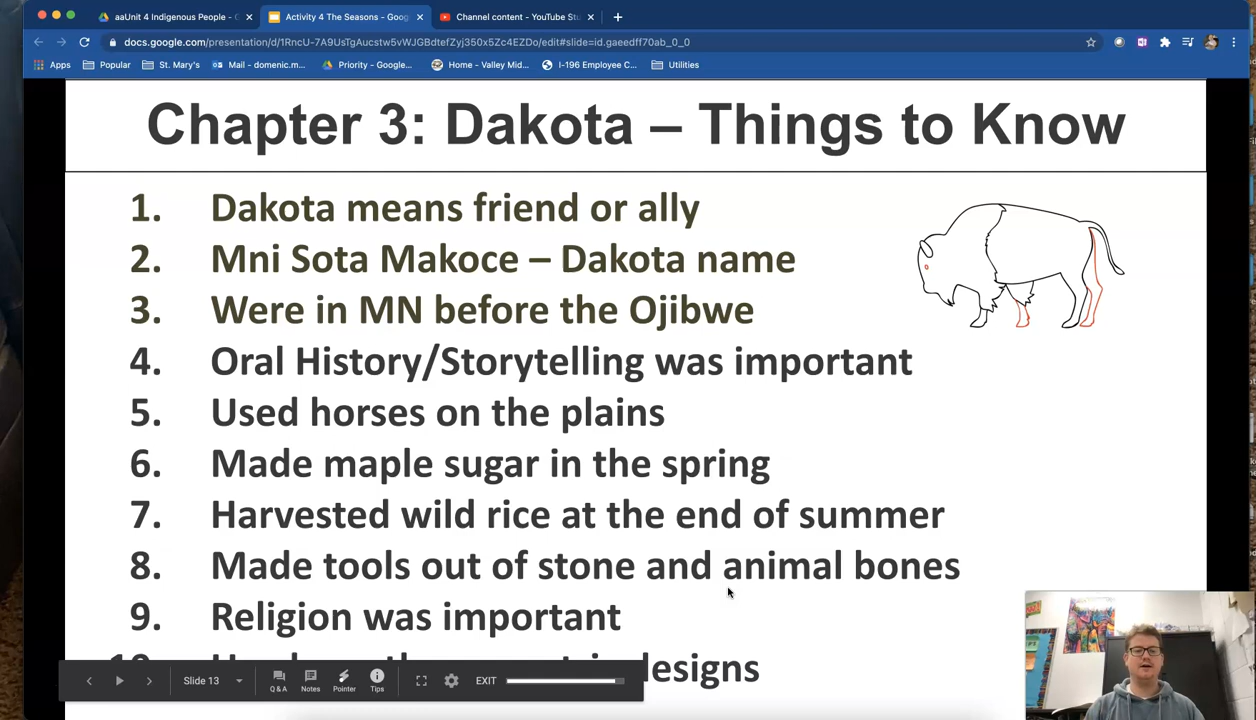 aaUnit 4 Indigenous People - G
Activity 4 The Seasons - Goog
Channel content - YouTube St
docs.google.com/presentation/d/1RncU-7A9UsTgAucstw5vWJGBdtefZyj350x5Zc4EZDo/edit#slide=id.gaeedff70ab_0_0
Apps
Popular
St. Mary's
Mail - domenic.m...
Priority - Google...
Home - Valley Mid...
I-196 Employee C...
Utilities
Chapter 3: Dakota – Things to Know
1. Dakota means friend or ally
2. Mni Sota Makoce – Dakota name
3. Were in MN before the Ojibwe
4. Oral History/Storytelling was important
5. Used horses on the plains
6. Made maple sugar in the spring
7. Harvested wild rice at the end of summer
8. Made tools out of stone and animal bones
9. Religion was important
designs
Slide 13
Q & A
Notes
Pointer
Tips
EXIT